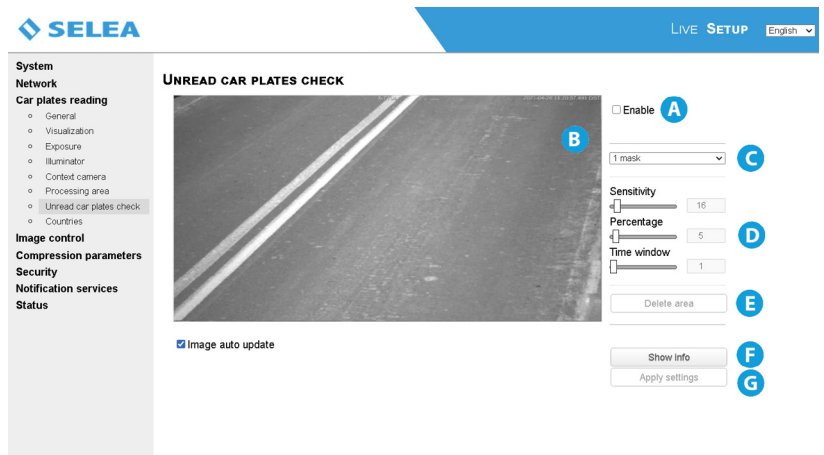 SELEA
LIVE SETUP English
System
Network
Car plates reading
General
Visualization
Exposure
Illuminator
Context camera
Processing area
Unread car plates check
Countries
Image control
Compression parameters
Security
Notification services
Status
UNREAD CAR PLATES CHECK
B
Image auto update
Enable A
1 mask C
Sensitivity
16
Percentage
5 D
Time window
1
Delete area E
Show info F
Apply settings G